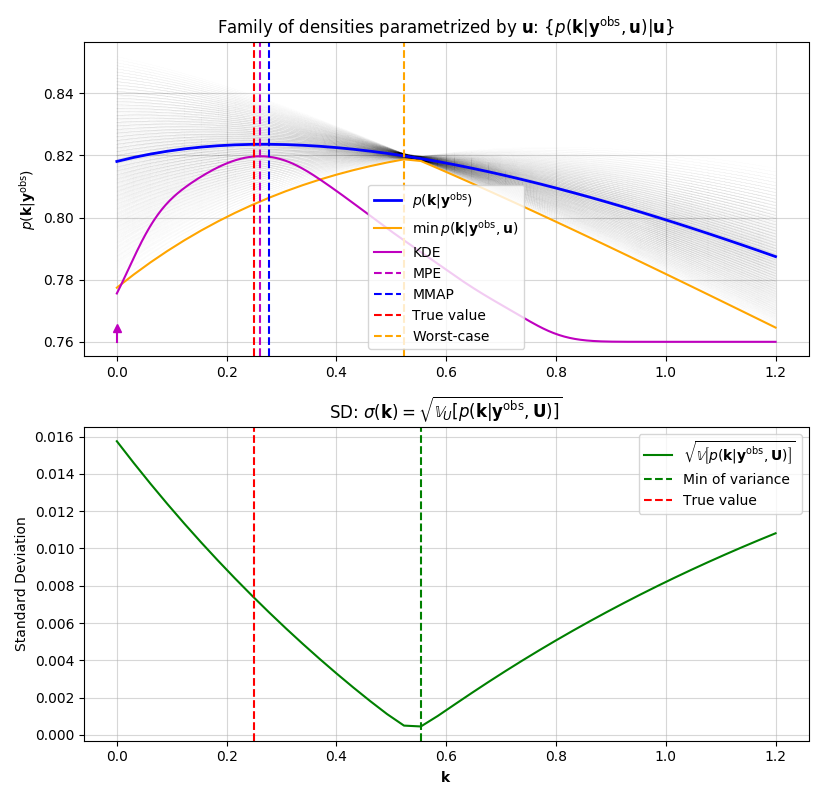 Family of densities parametrized by u: {p(k|y^obs, u)|u}
p(k|y^obs)
0.84
0.82
0.80
0.78
0.76
p(k|y^obs)
min p(k|y^obs, u)
KDE
MPE
MMAP
True value
Worst-case
0.0 0.2 0.4 0.6 0.8 1.0 1.2
SD: σ(k) = √𝕍_U[p(k|y^obs, U)]
Standard Deviation
0.016
0.014
0.012
0.010
0.008
0.006
0.004
0.002
0.000
√𝕍[p(k|y^obs, U)]
Min of variance
True value
0.0 0.2 0.4 0.6 0.8 1.0 1.2
k